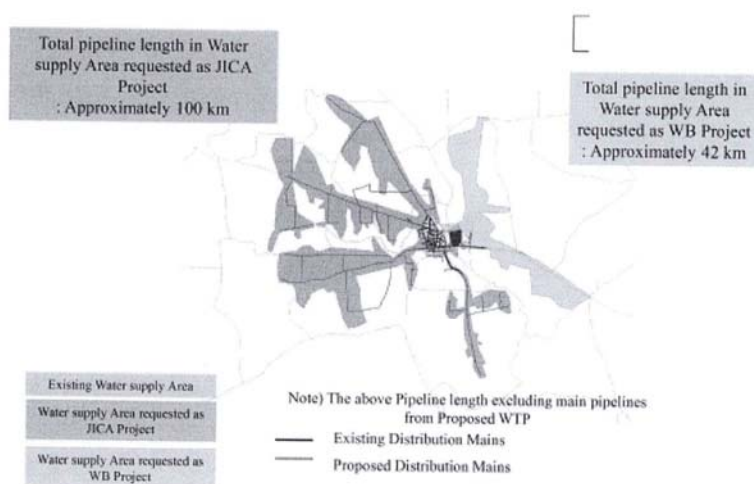 Total pipeline length in Water
supply Area requested as JICA
Project
: Approximately 100 km
Total pipeline length in
Water supply Area
requested as WB Project
: Approximately 42 km
Existing Water supply Area
Water supply Area requested as
JICA Project
Water supply Area requested as
WB Project
Note) The above Pipeline length excluding main pipelines
from Proposed WTP
Existing Distribution Mains
Proposed Distribution Mains